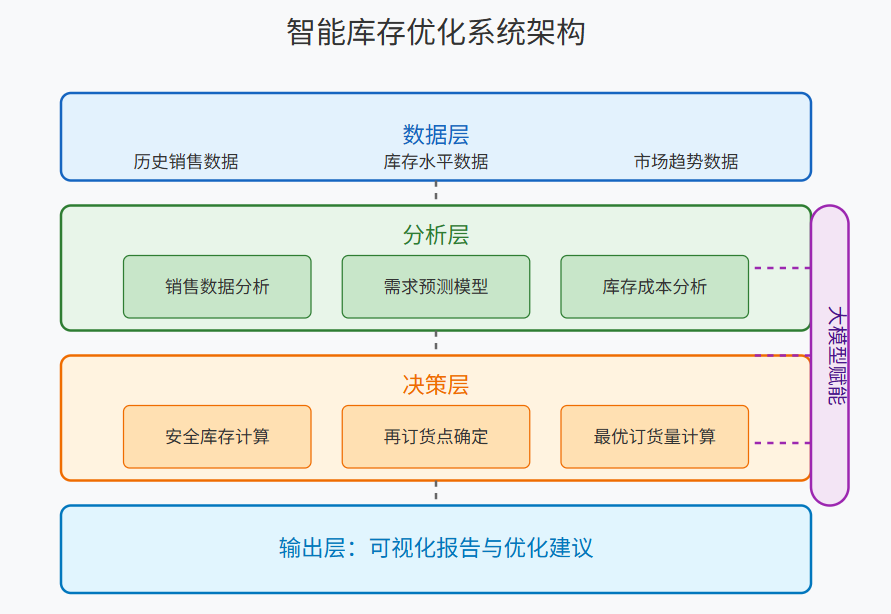 智能库存优化系统架构
数据层
历史销售数据
库存水平数据
市场趋势数据
分析层
销售数据分析
需求预测模型
库存成本分析
大模型赋能
决策层
安全库存计算
再订货点确定
最优订货量计算
输出层：可视化报告与优化建议